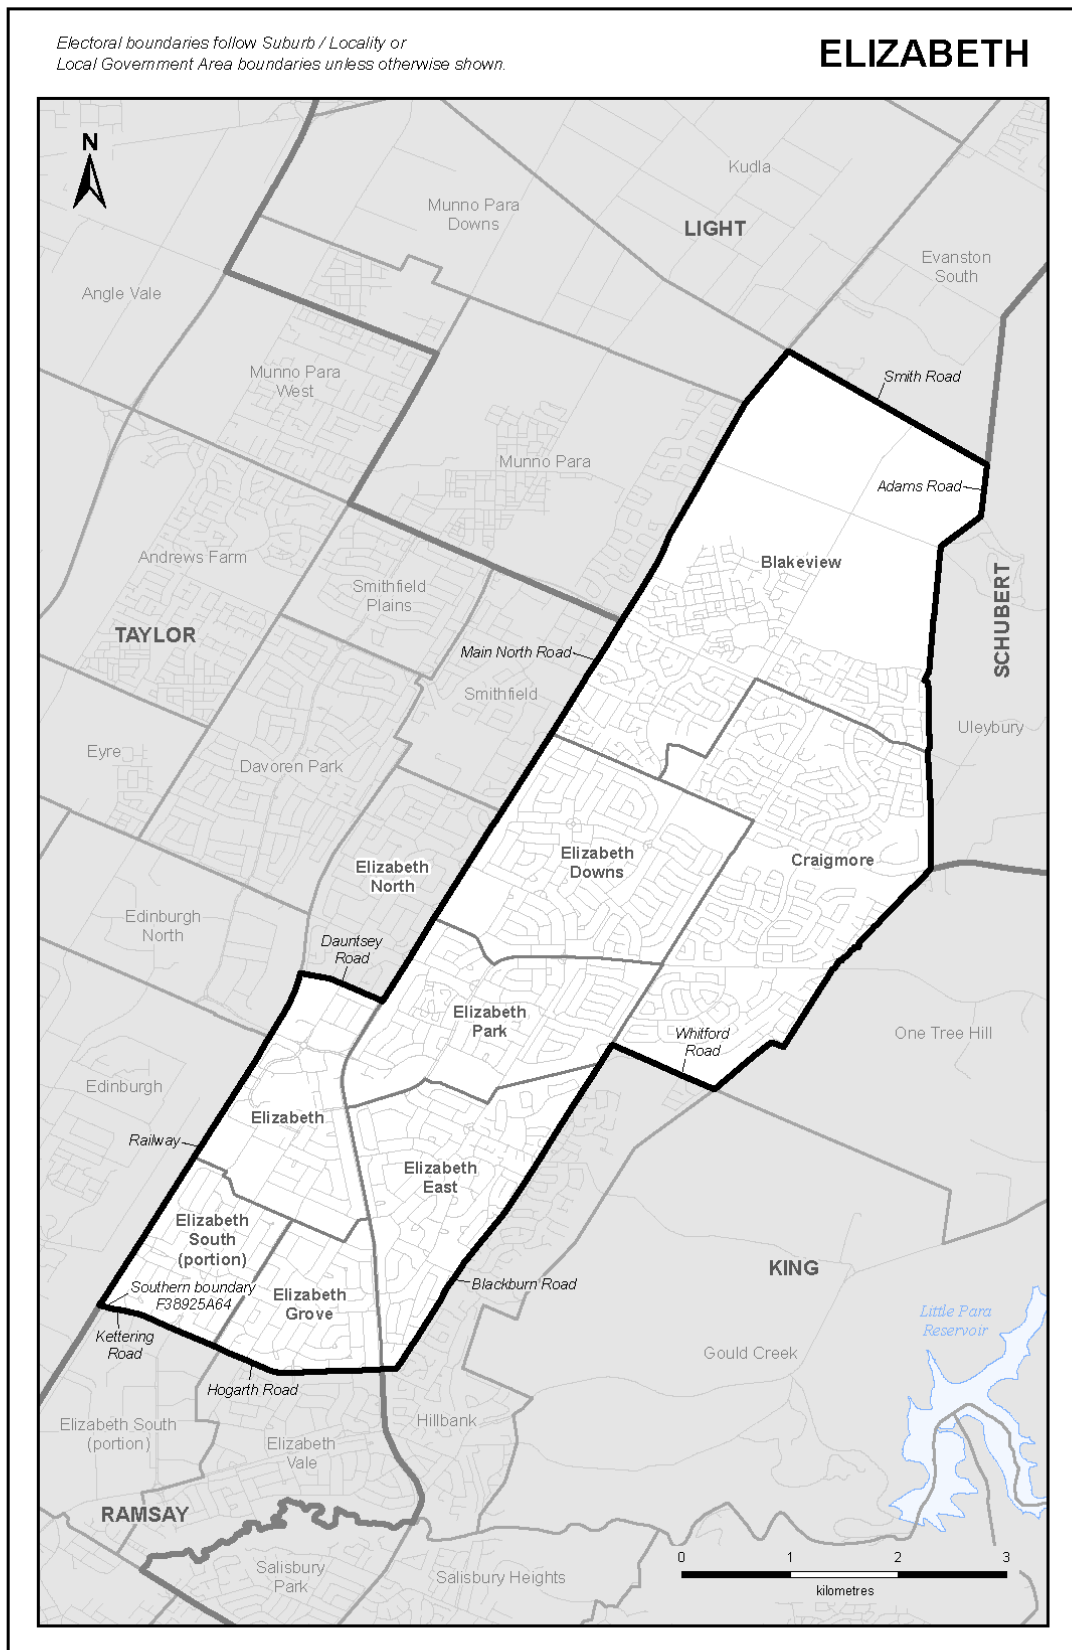 Electoral boundaries follow Suburb / Locality or
Local Government Area boundaries unless otherwise shown.
ELIZABETH
N
Kudla
Munno Para
Downs
LIGHT
Evanston
South
Angle Vale
Munno Para
West
Smith Road
Munno Para
Adams Road
Andrews Farm
Blakeview
Smithfield
Plains
SCHUBERT
TAYLOR
Main North Road
Smithfield
Uleybury
Eyre
Davoren Park
Elizabeth
North
Elizabeth
Downs
Craigmore
Edinburgh
North
Dauntsey
Road
Elizabeth
Park
Whitford
Road
One Tree Hill
Edinburgh
Elizabeth
Railway
Elizabeth
East
Elizabeth
South
(portion)
KING
Blackburn Road
Southern boundary
F38925A64
Elizabeth
Grove
Little Para
Reservoir
Kettering
Road
Gould Creek
Hogarth Road
Elizabeth South
(portion)
Hillbank
Elizabeth
Vale
RAMSAY
Salisbury
Park
Salisbury Heights
0 1 2 3
kilometres